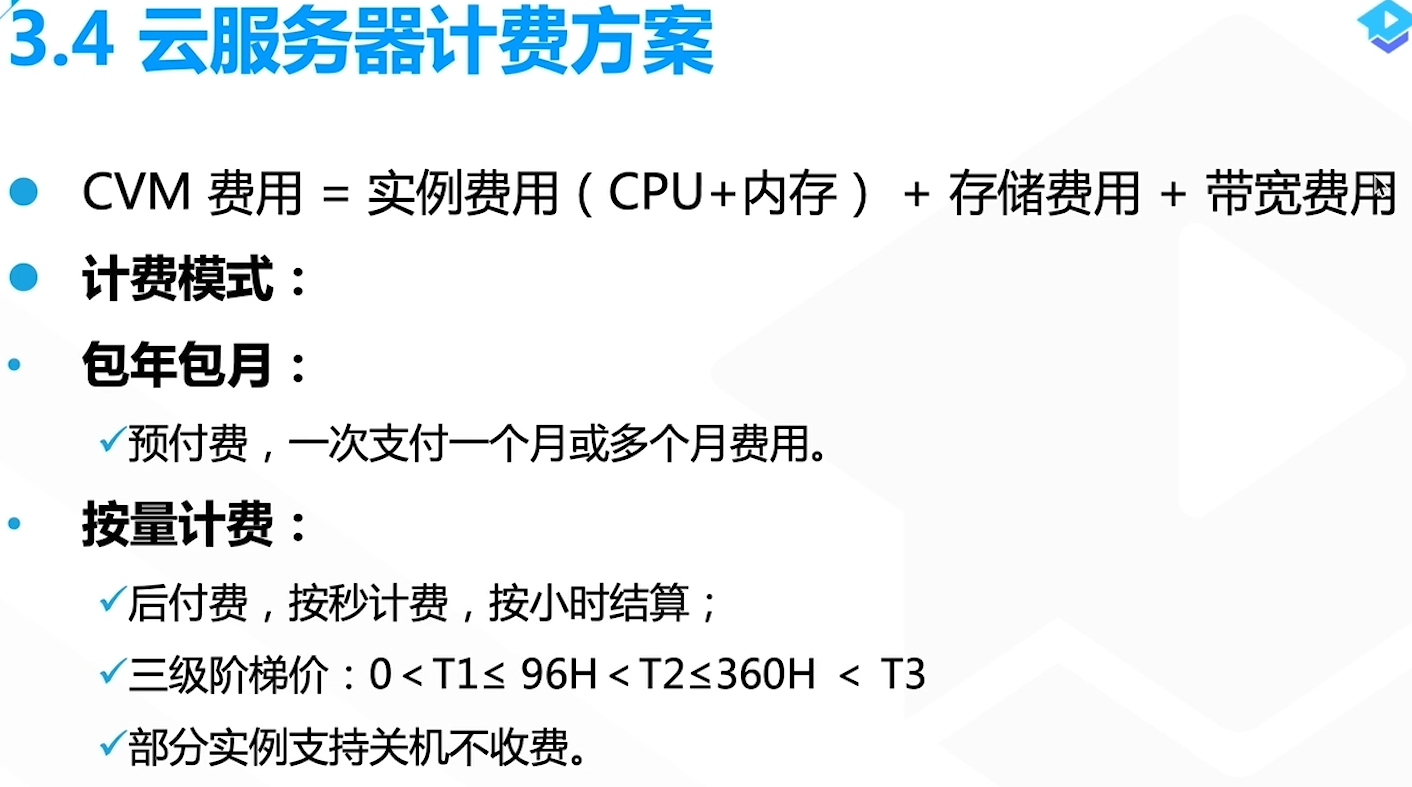 3.4 云服务器计费方案
CVM 费用 = 实例费用（CPU+内存） + 存储费用 + 带宽费用
计费模式：
包年包月：
✓预付费，一次支付一个月或多个月费用。
按量计费：
✓后付费，按秒计费，按小时结算；
✓三级阶梯价：0＜T1≤ 96H＜T2≤360H ＜ T3
✓部分实例支持关机不收费。